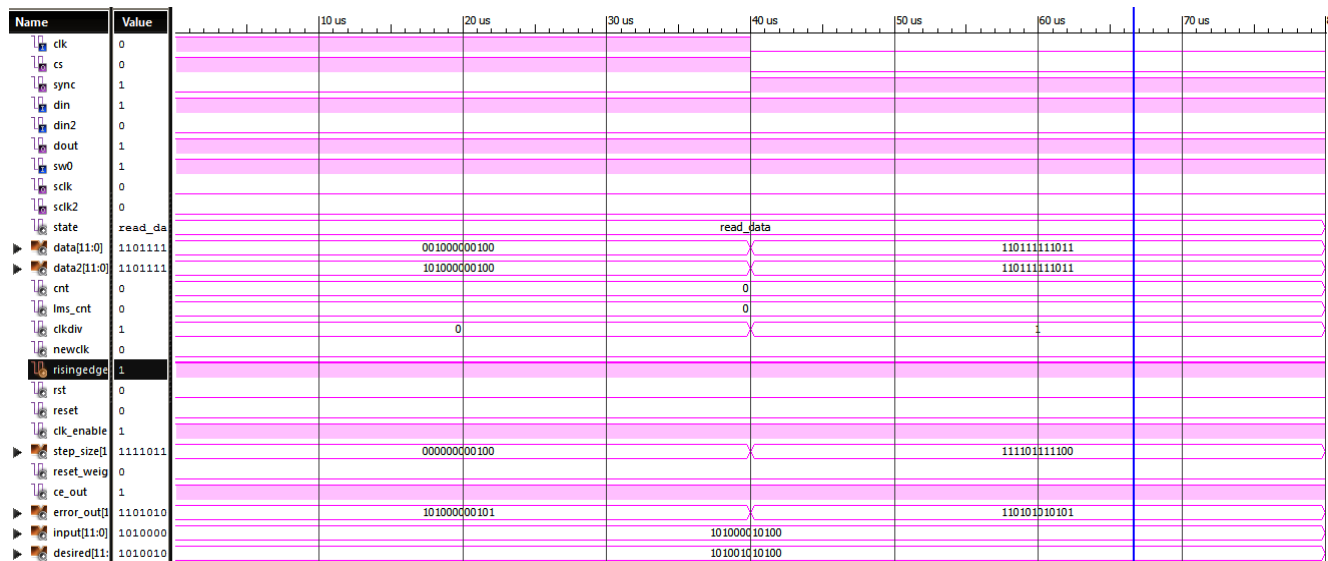 Name Value 10 us 20 us 30 us 40 us 50 us 60 us 70 us
clk 0
cs 0
sync 1
din 1
din2 0
dout 1
sw0 1
sclk 0
sclk2 0
state read_da read_data
data[11:0] 1101111 001000000100 110111111011
data2[11:0] 1101111 101000000100 110111111011
cnt 0 0
lms_cnt 0 0
clkdiv 1 0 1
newclk 0
risingedge 1
rst 0
reset 0
clk_enable 1
step_size[1 1111011 000000000100 111101111100
reset_weig 0
ce_out 1
error_out[1 1101010 101000000101 110101010101
input[11:0] 1010000 101000010100
desired[11: 1010010 101001010100